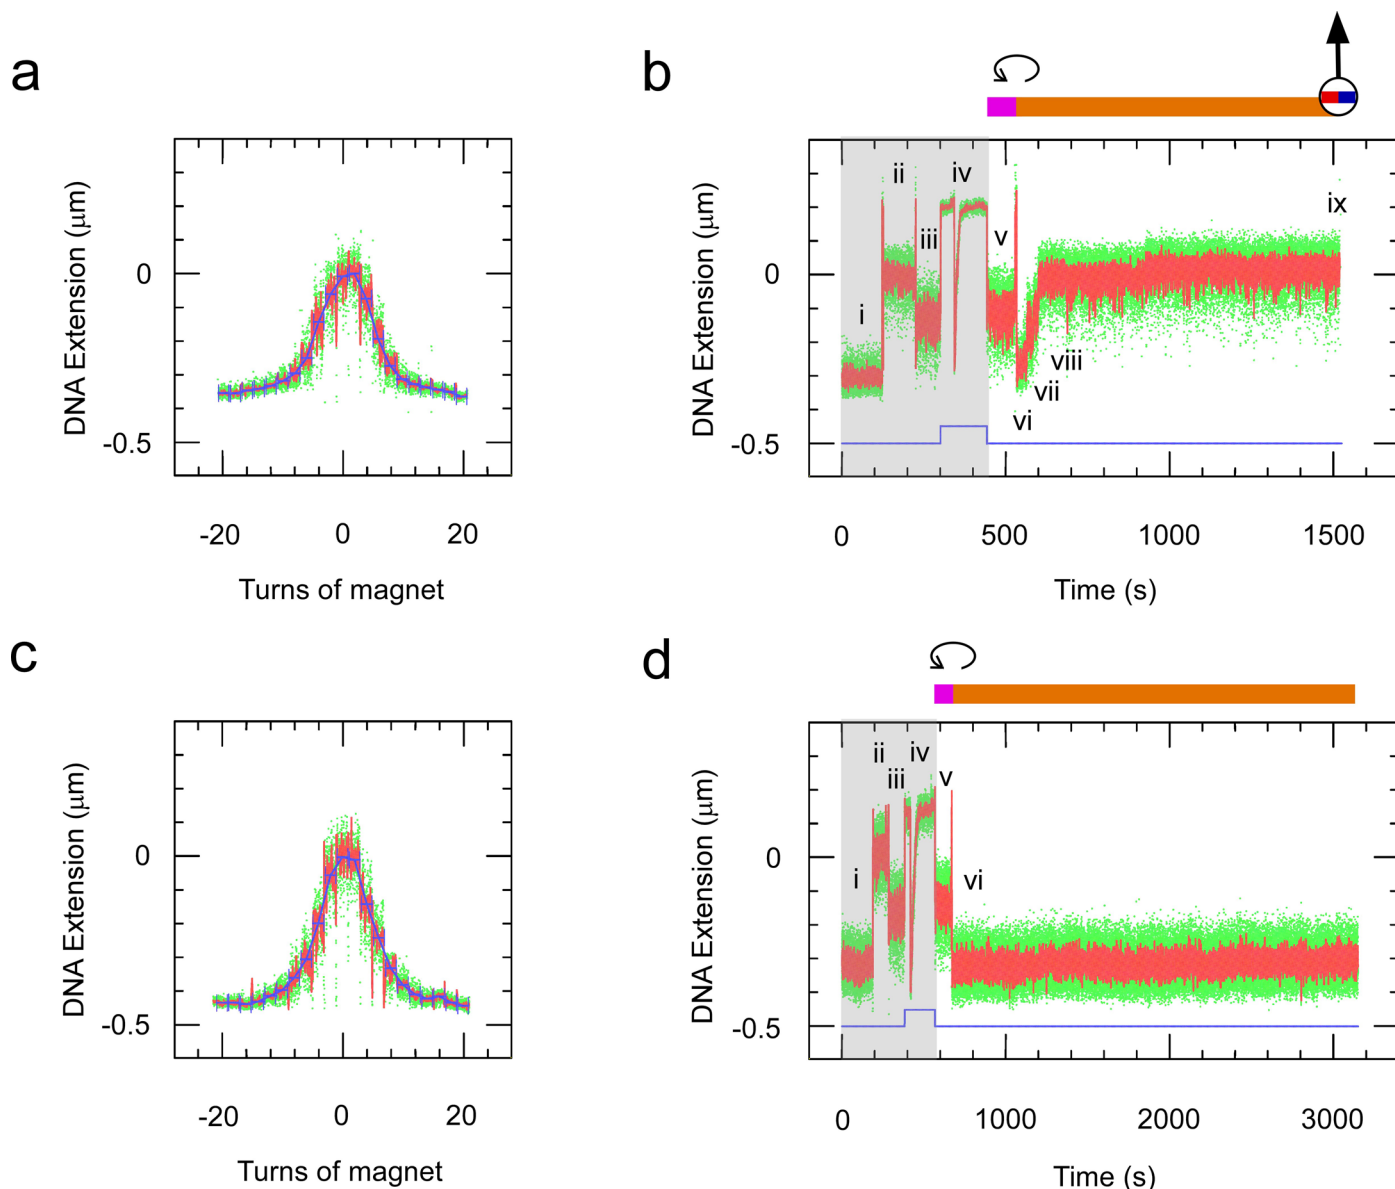 a
DNA Extension (μm)
0
-0.5
-20
0
20
Turns of magnet
b
DNA Extension (μm)
0
-0.5
i
ii
iii
iv
v
vi
vii
viii
ix
0
500
1000
1500
Time (s)
c
DNA Extension (μm)
0
-0.5
-20
0
20
Turns of magnet
d
DNA Extension (μm)
0
-0.5
i
ii
iii
iv
v
vi
0
1000
2000
3000
Time (s)